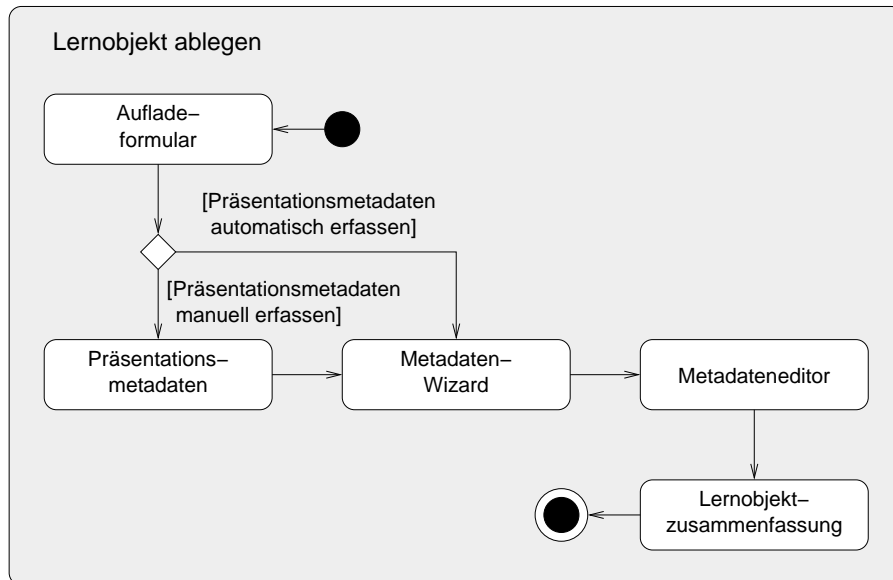 Lernobjekt ablegen
Auflade–
formular
[Präsentationsmetadaten
automatisch erfassen]
[Präsentationsmetadaten
manuell erfassen]
Präsentations–
metadaten
Metadaten–
Wizard
Metadateneditor
Lernobjekt–
zusammenfassung